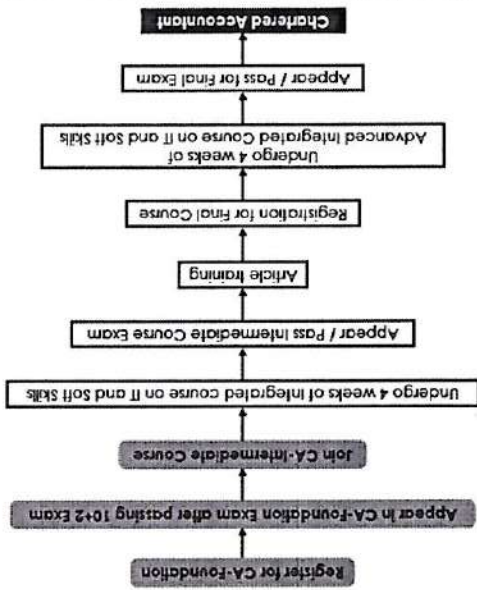 Register for CA-Foundation
Appear in CA-Foundation Exam after passing 10+2 Exam
Join CA-Intermediate Course
Undergo 4 weeks of Integrated course on IT and Soft Skills
Appear / Pass Intermediate Course Exam
Article training
Registration for Final Course
Undergo 4 weeks of
Advanced Integrated Course on IT and Soft Skills
Appear / Pass for Final Exam
Chartered Accountant